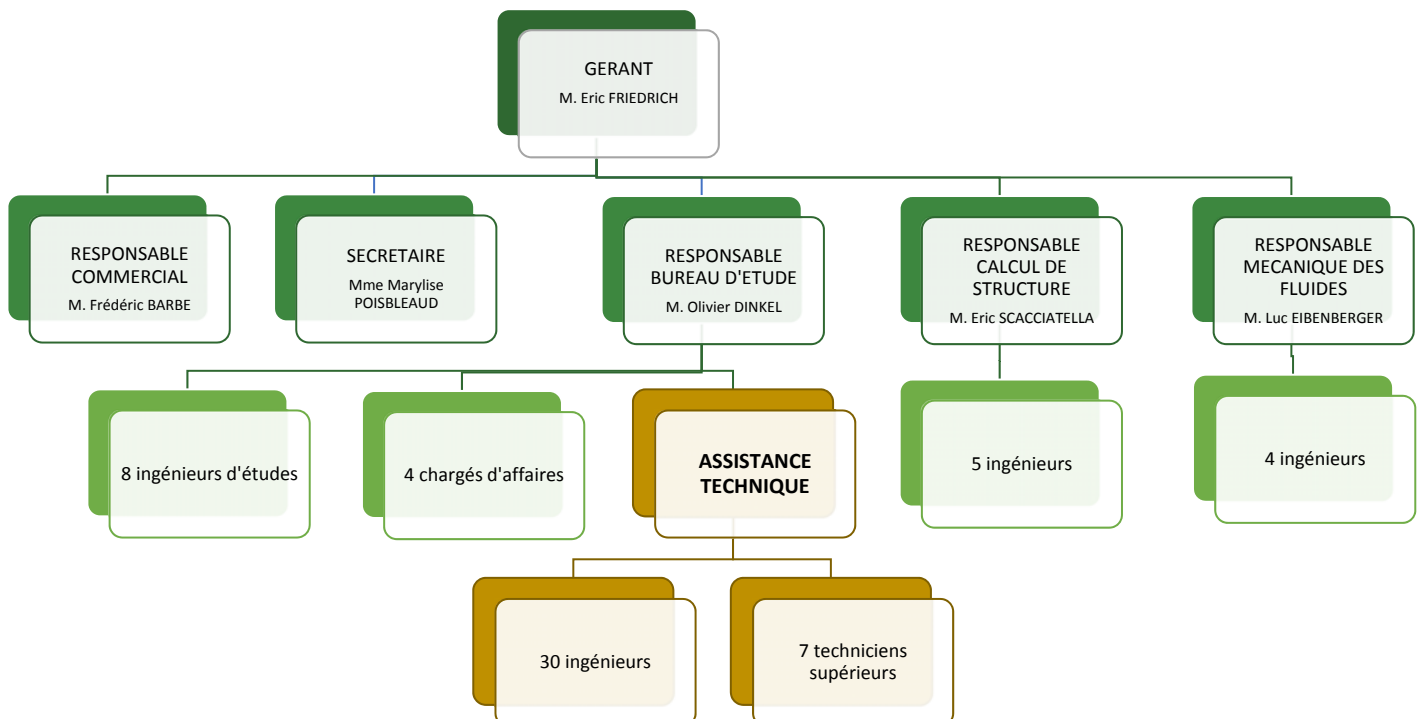 GERANT
M. Eric FRIEDRICH
RESPONSABLE
COMMERCIAL
M. Frédéric BARBE
SECRETAIRE
Mme Marylise
POISBLEAUD
RESPONSABLE
BUREAU D'ETUDE
M. Olivier DINKEL
RESPONSABLE
CALCUL DE
STRUCTURE
M. Eric SCACCIATELLA
RESPONSABLE
MECANIQUE DES
FLUIDES
M. Luc EIBENBERGER
8 ingénieurs d'études
4 chargés d'affaires
ASSISTANCE
TECHNIQUE
5 ingénieurs
4 ingénieurs
30 ingénieurs
7 techniciens
supérieurs